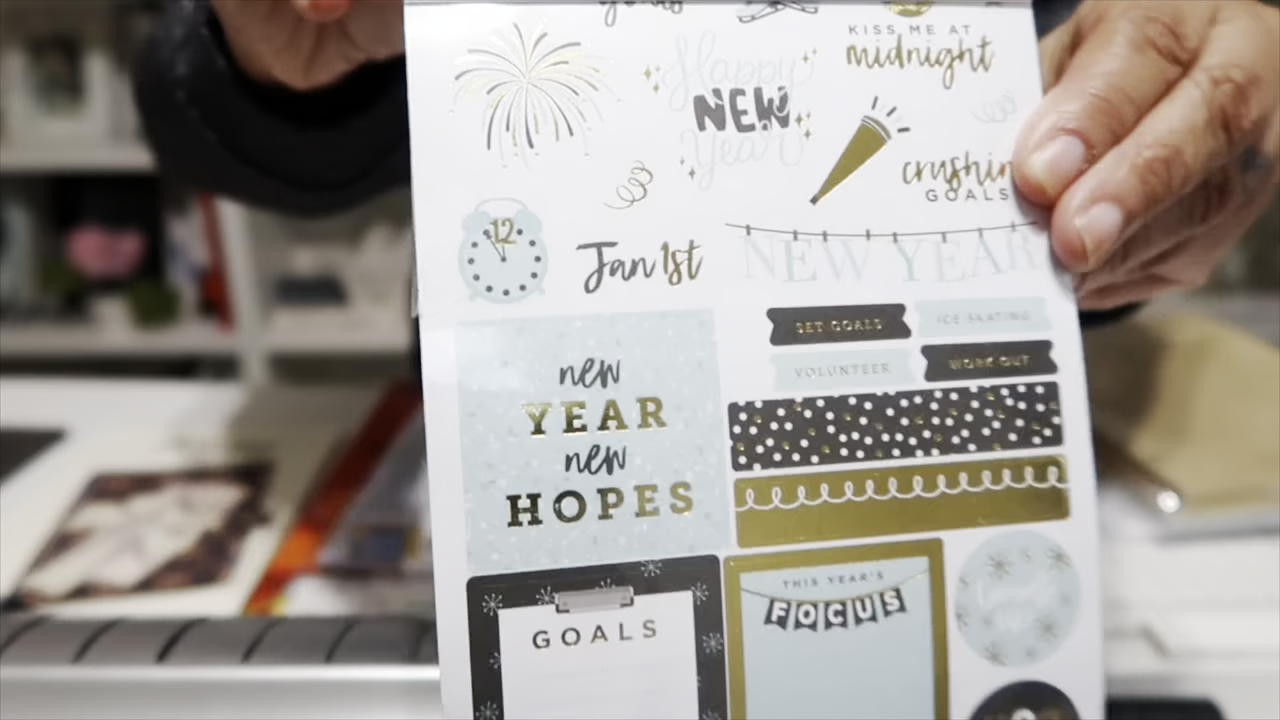 KISS ME AT
midnight
Happy
NEW
Year
crushin
GOALS
12
Jan 1st
NEW YEAR
SET GOALS
ICE SKATING
VOLUNTEER
WORK OUT
new
YEAR
new
HOPES
GOALS
THIS YEAR'S
FOCUS